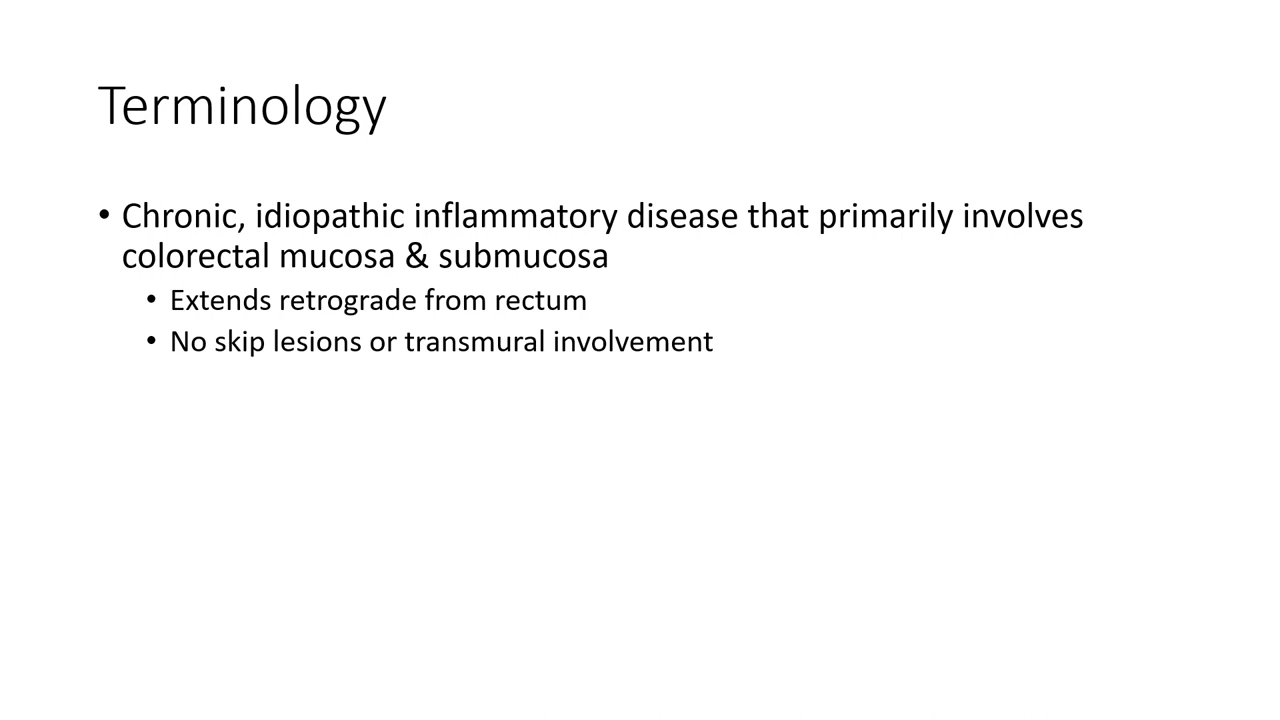 Terminology
• Chronic, idiopathic inflammatory disease that primarily involves
colorectal mucosa & submucosa
• Extends retrograde from rectum
• No skip lesions or transmural involvement